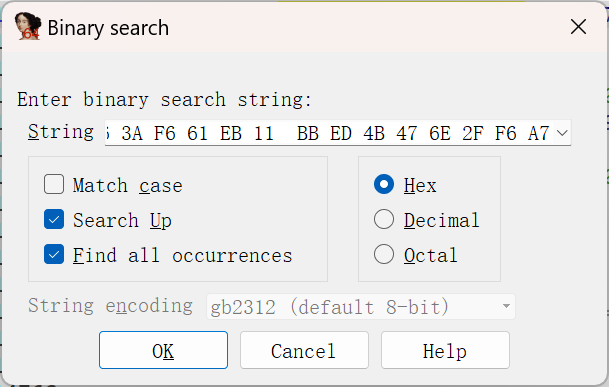 Binary search
Enter binary search string:
String 3A F6 61 EB 11  BB ED 4B 47 6E 2F F6 A7
Match case
Hex
Search Up
Decimal
Find all occurrences
Octal
String encoding gb2312 (default 8-bit)
OK Cancel Help